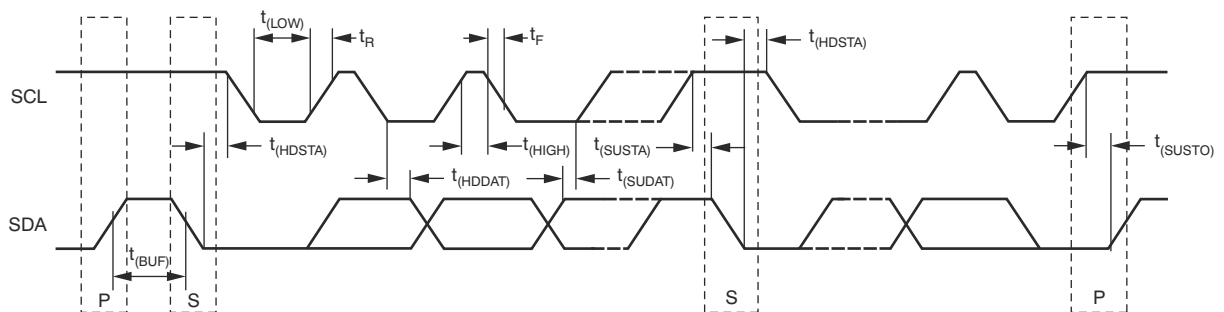 t(LOW)
tR
tF
t(HDSTA)
SCL
t(HDSTA)
t(HIGH)
t(SUSTA)
t(SUSTO)
t(HDDAT)
t(SUDAT)
SDA
t(BUF)
P
S
S
P